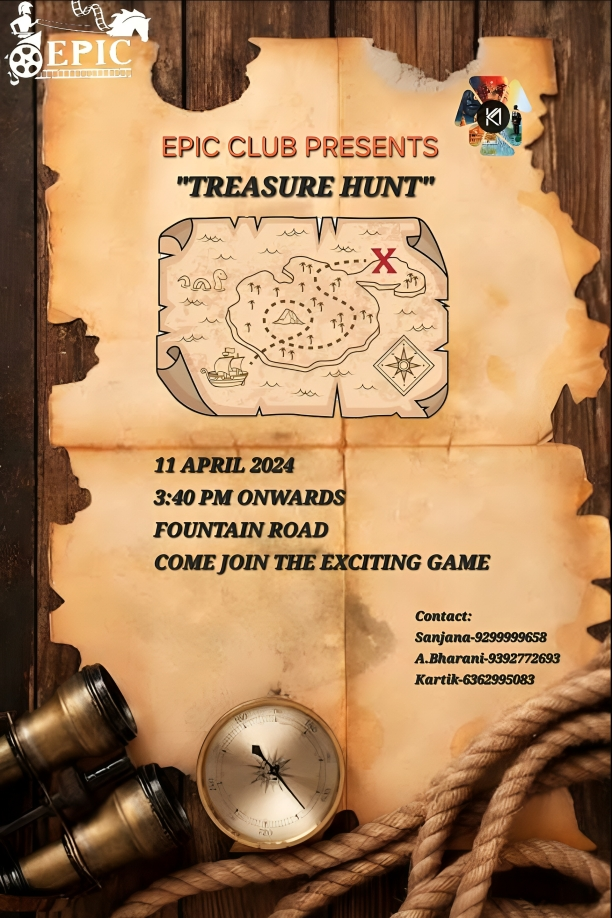 EPIC
EPIC CLUB PRESENTS
"TREASURE HUNT"
X
11 APRIL 2024
3:40 PM ONWARDS
FOUNTAIN ROAD
COME JOIN THE EXCITING GAME
Contact:
Sanjana-9299999658
A.Bharani-9392772693
Kartik-6362995083